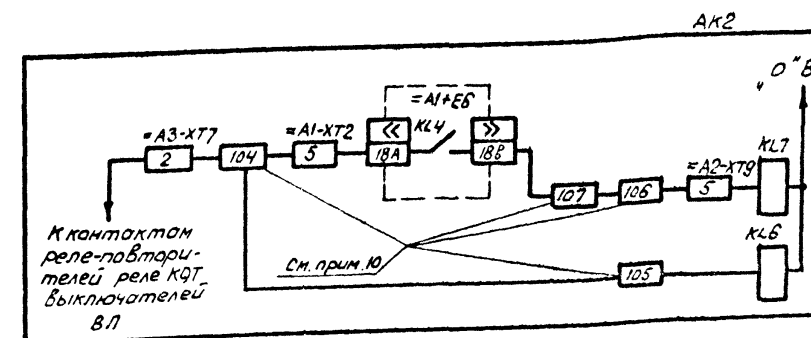 АК2
"О" В
=А1+Е6
KL4
=А3-ХТ7
=А1-ХТ2
<<
>>
2
104
5
18А
18В
KL7
=А2-ХТ9
107
106
5
К контактам
реле-повтори-
телей реле KQT
выключателей
ВЛ
См. прим. 10
KL6
105